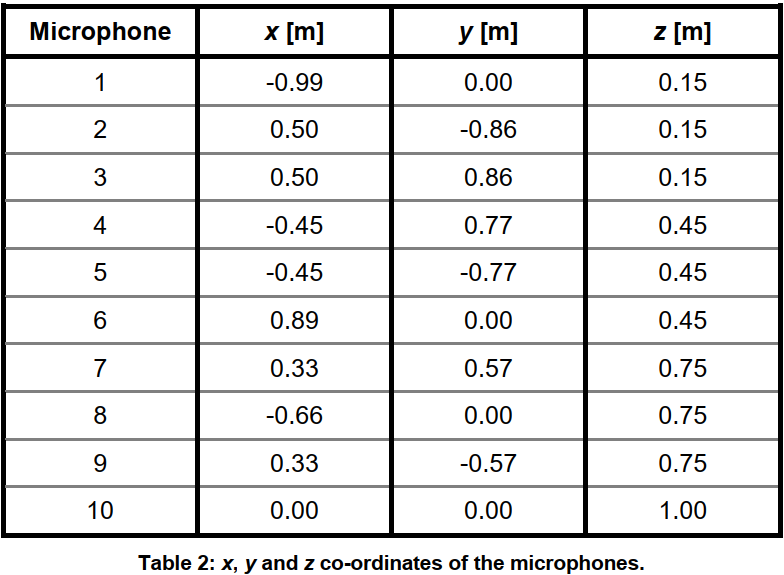 Microphone x [m] y [m] z [m]
1 -0.99 0.00 0.15
2 0.50 -0.86 0.15
3 0.50 0.86 0.15
4 -0.45 0.77 0.45
5 -0.45 -0.77 0.45
6 0.89 0.00 0.45
7 0.33 0.57 0.75
8 -0.66 0.00 0.75
9 0.33 -0.57 0.75
10 0.00 0.00 1.00
Table 2: x, y and z co-ordinates of the microphones.